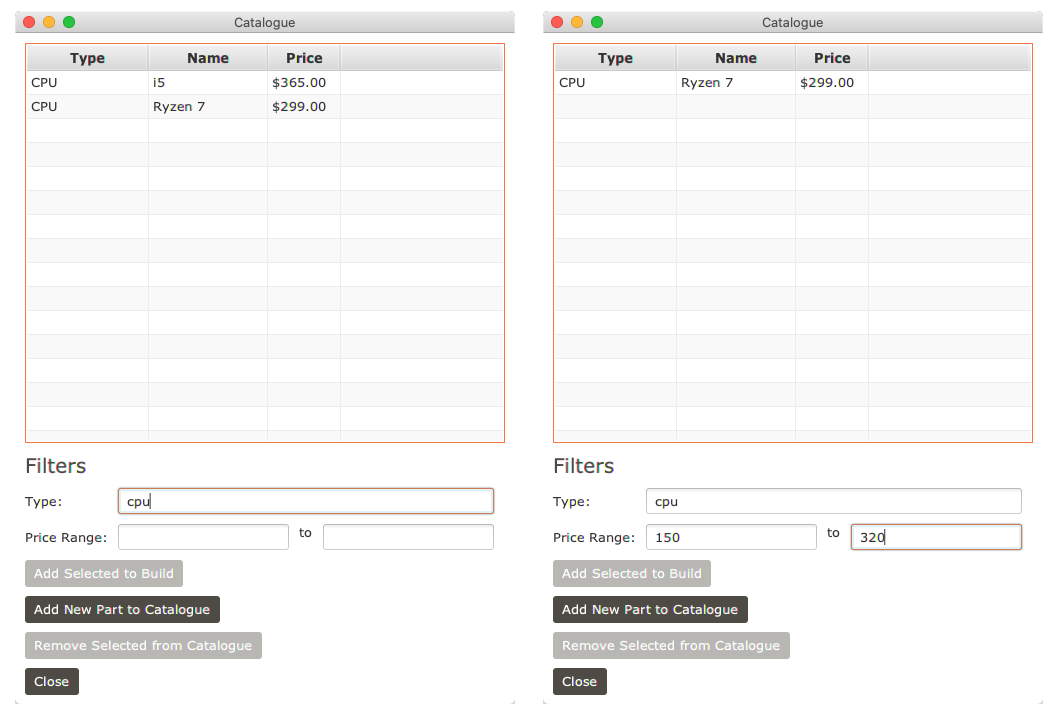 Catalogue
Type Name Price
CPU i5 $365.00
CPU Ryzen 7 $299.00
Filters
Type: cpu
Price Range: to
Add Selected to Build
Add New Part to Catalogue
Remove Selected from Catalogue
Close
Catalogue
Type Name Price
CPU Ryzen 7 $299.00
Filters
Type: cpu
Price Range: 150 to 320
Add Selected to Build
Add New Part to Catalogue
Remove Selected from Catalogue
Close